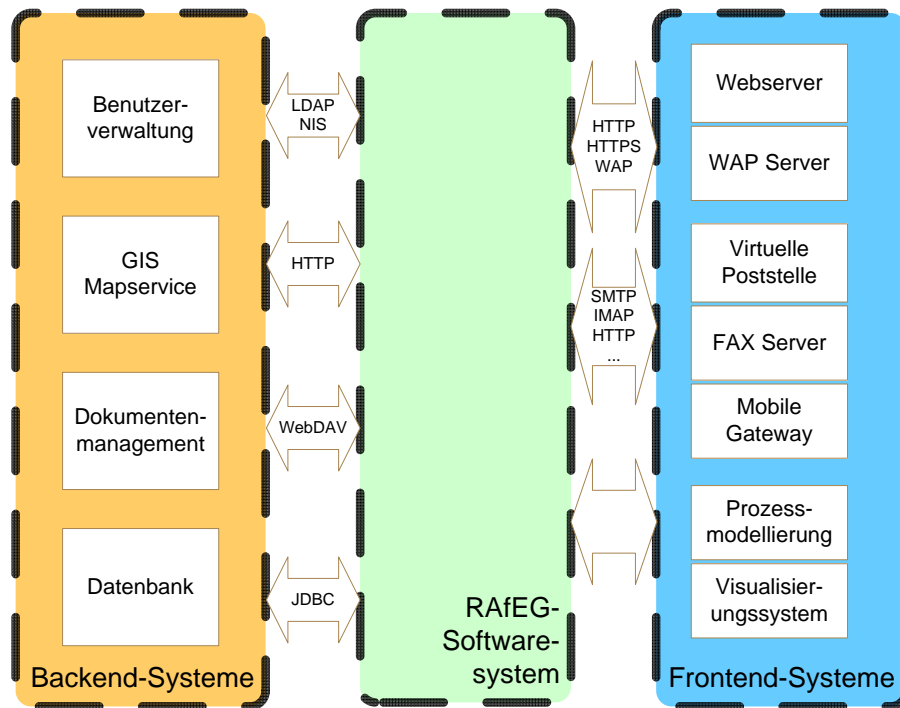 Benutzer-
verwaltung
GIS
Mapservice
Dokumenten-
management
Datenbank
Backend-Systeme
LDAP
NIS
HTTP
WebDAV
JDBC
RAfEG-
Software-
system
HTTP
HTTPS
WAP
SMTP
IMAP
HTTP
...
Webserver
WAP Server
Virtuelle
Poststelle
FAX Server
Mobile
Gateway
Prozess-
modellierung
Visualisier-
ungssystem
Frontend-Systeme